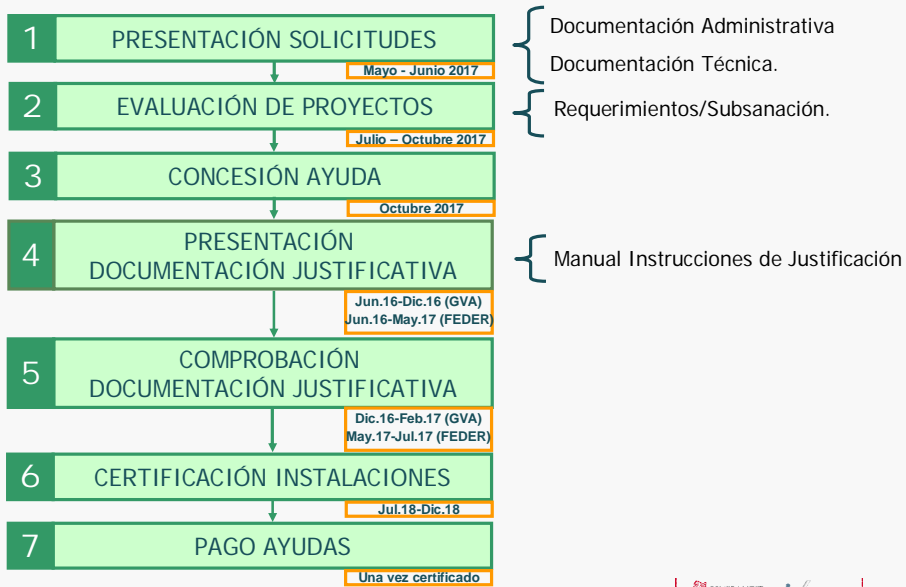 1
PRESENTACIÓN SOLICITUDES
Documentación Administrativa
Documentación Técnica.
Mayo - Junio 2017
2
EVALUACIÓN DE PROYECTOS
Requerimientos/Subsanación.
Julio – Octubre 2017
3
CONCESIÓN AYUDA
Octubre 2017
4
PRESENTACIÓN
DOCUMENTACIÓN JUSTIFICATIVA
Manual Instrucciones de Justificación
Jun.16-Dic.16 (GVA)
Jun.16-May.17 (FEDER)
5
COMPROBACIÓN
DOCUMENTACIÓN JUSTIFICATIVA
Dic.16-Feb.17 (GVA)
May.17-Jul.17 (FEDER)
6
CERTIFICACIÓN INSTALACIONES
Jul.18-Dic.18
7
PAGO AYUDAS
Una vez certificado